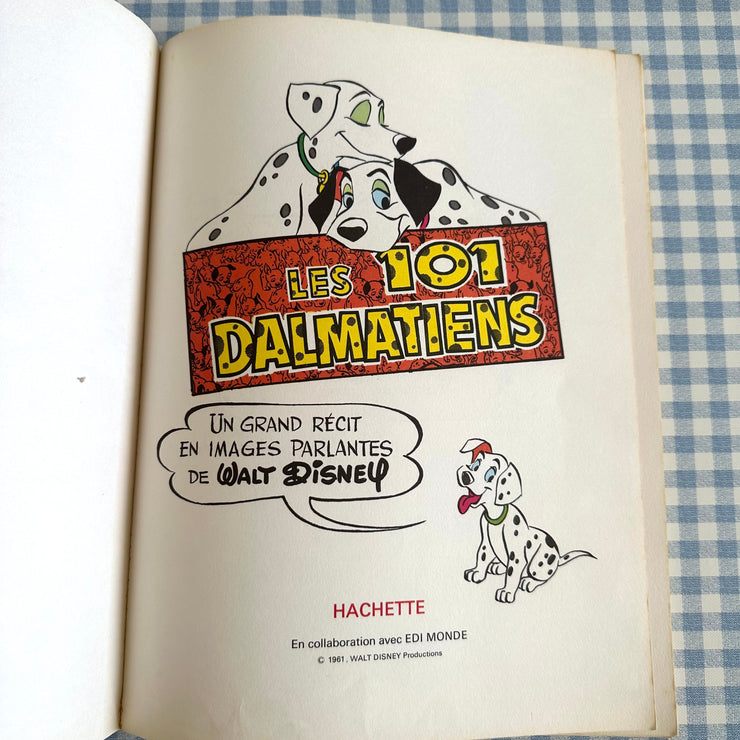 LES 101
DALMATIENS
UN GRAND RÉCIT
EN IMAGES PARLANTES
DE WALT DISNEY
HACHETTE
En collaboration avec EDI MONDE
© 1961, WALT DISNEY Productions